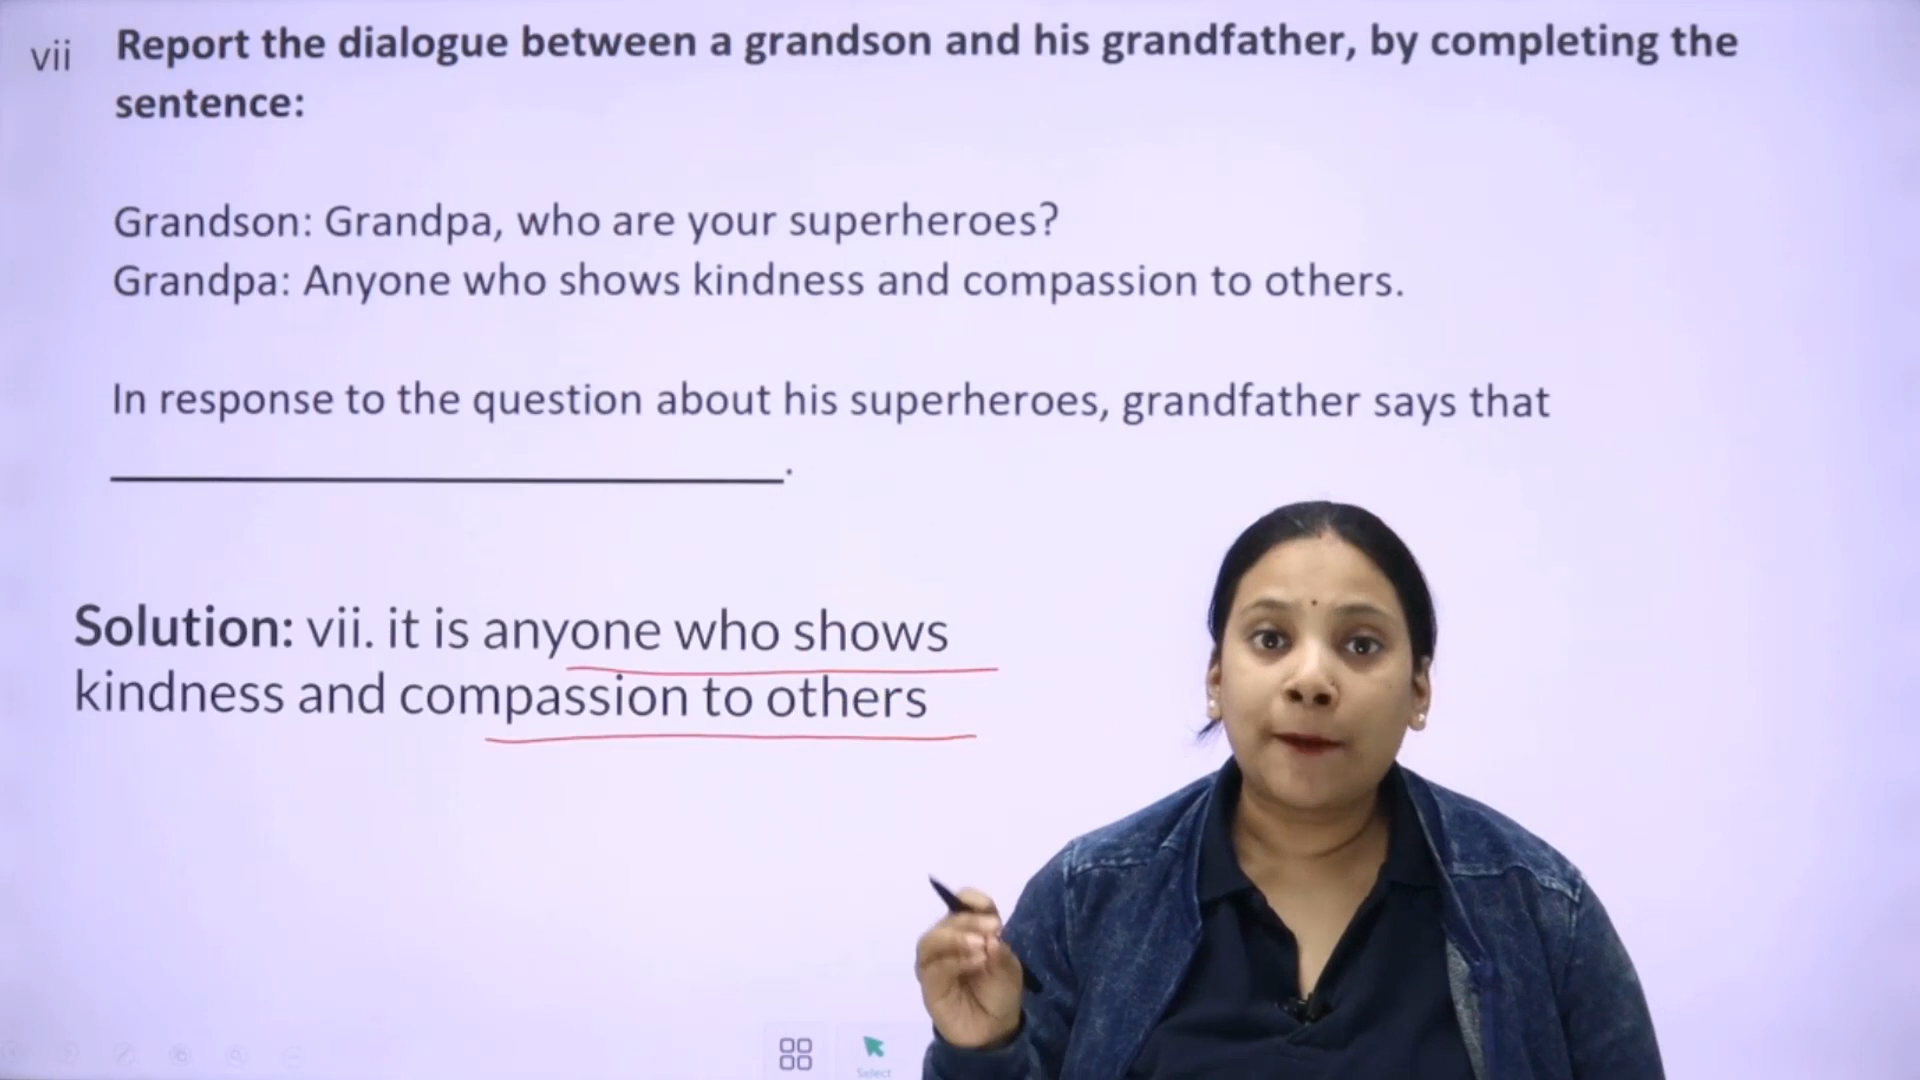 vii
Report the dialogue between a grandson and his grandfather, by completing the
sentence:
Grandson: Grandpa, who are your superheroes?
Grandpa: Anyone who shows kindness and compassion to others.
In response to the question about his superheroes, grandfather says that
____________________.
Solution: vii. it is anyone who shows
kindness and compassion to others
Select